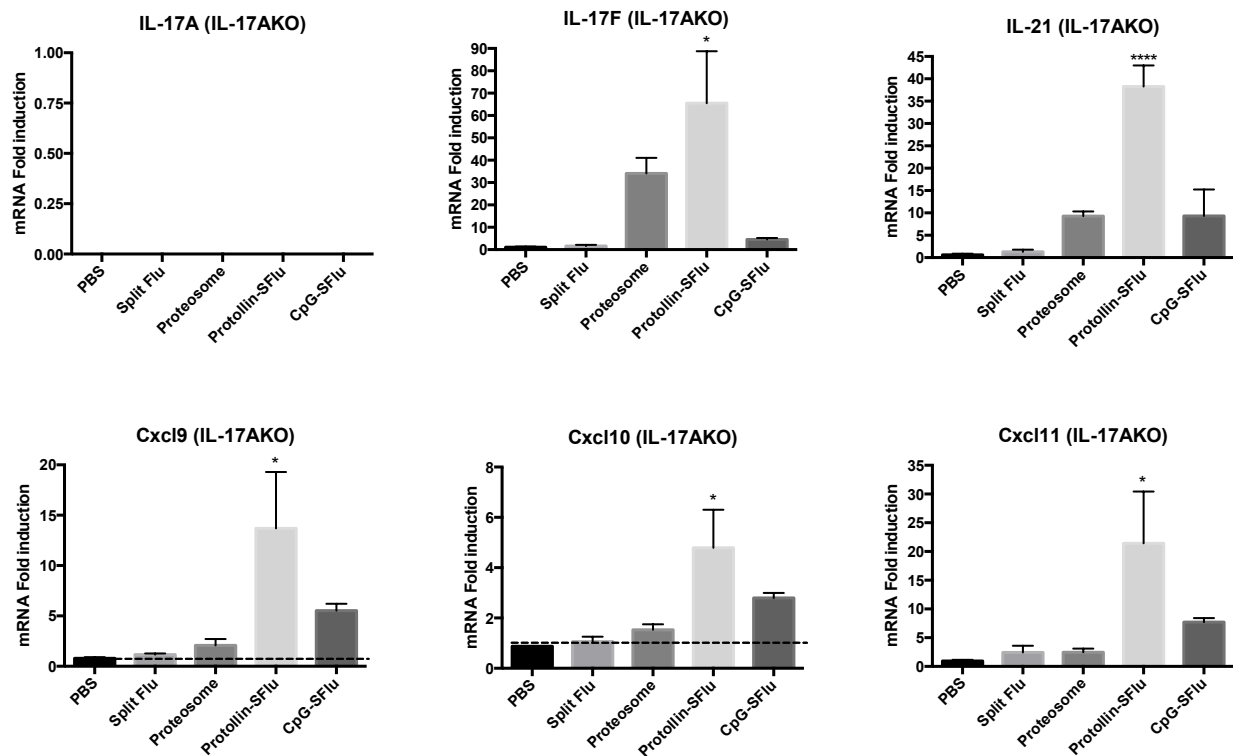 IL-17A (IL-17AKO)
mRNA Fold induction
1.00
0.75
0.50
0.25
0.00
PBS
Split Flu
Proteosome
Protollin-SFlu
CpG-SFlu
IL-17F (IL-17AKO)
mRNA Fold induction
90
80
70
60
50
40
30
20
10
0
*
PBS
Split Flu
Proteosome
Protollin-SFlu
CpG-SFlu
IL-21 (IL-17AKO)
mRNA Fold induction
45
40
35
30
25
20
15
10
5
0
****
PBS
Split Flu
Proteosome
Protollin-SFlu
CpG-SFlu
Cxcl9 (IL-17AKO)
mRNA Fold induction
20
15
10
5
0
*
PBS
Split Flu
Proteosome
Protollin-SFlu
CpG-SFlu
Cxcl10 (IL-17AKO)
mRNA Fold induction
8
6
4
2
0
*
PBS
Split Flu
Proteosome
Protollin-SFlu
CpG-SFlu
Cxcl11 (IL-17AKO)
mRNA Fold induction
35
30
25
20
15
10
5
0
*
PBS
Split Flu
Proteosome
Protollin-SFlu
CpG-SFlu